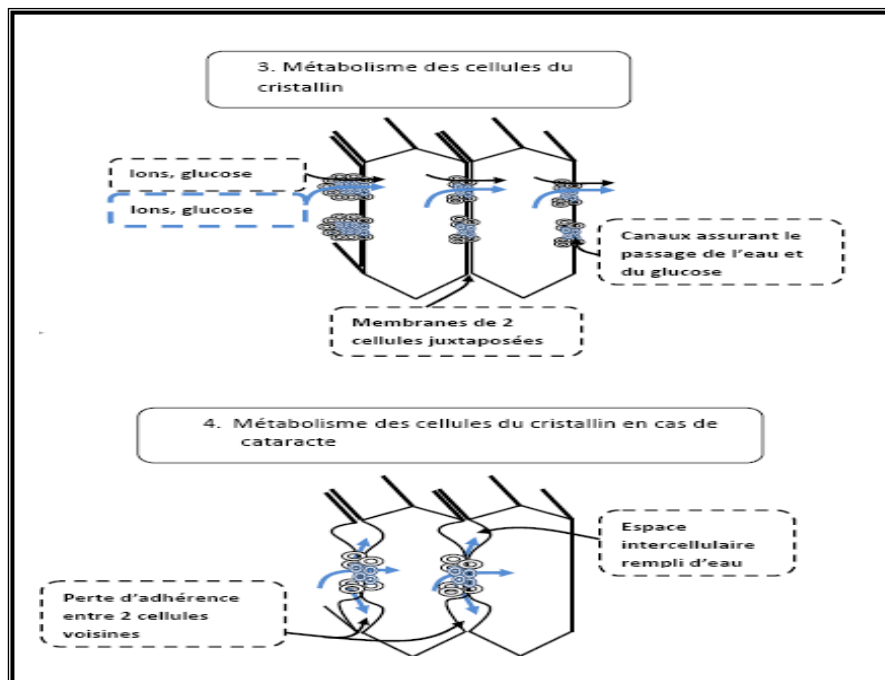 3. Métabolisme des cellules du
cristallin
Ions, glucose
Ions, glucose
Canaux assurant le
passage de l'eau et
du glucose
Membranes de 2
cellules juxtaposées
4. Métabolisme des cellules du cristallin en cas de
cataracte
Espace
intercellulaire
rempli d'eau
Perte d'adhérence
entre 2 cellules
voisines